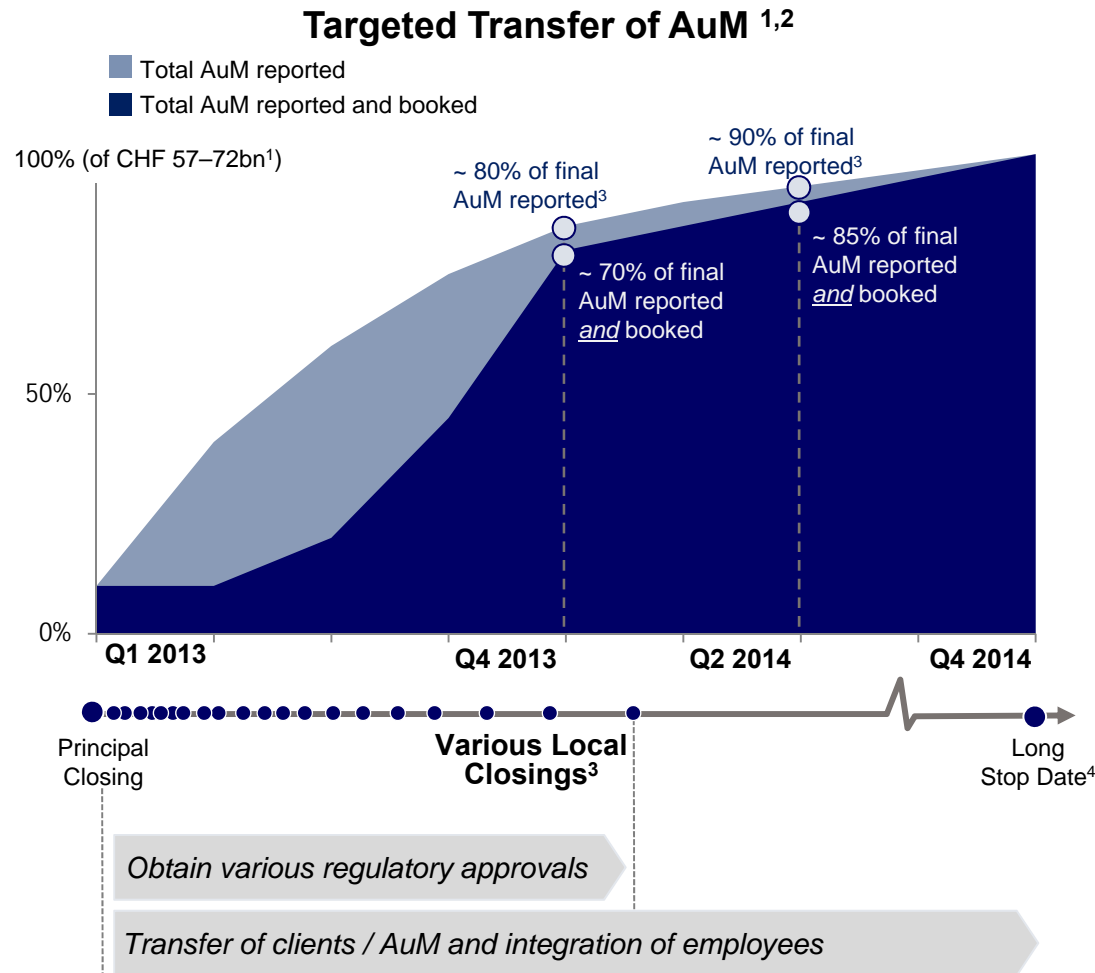 Targeted Transfer of AuM 1,2
Total AuM reported
Total AuM reported and booked
100% (of CHF 57–72bn1)
~ 80% of final
AuM reported3
~ 90% of final
AuM reported3
~ 70% of final
AuM reported
and booked
~ 85% of final
AuM reported
and booked
50%
0%
Q1 2013
Q4 2013
Q2 2014
Q4 2014
Principal
Closing
Various Local
Closings3
Long
Stop Date4
Obtain various regulatory approvals
Transfer of clients / AuM and integration of employees